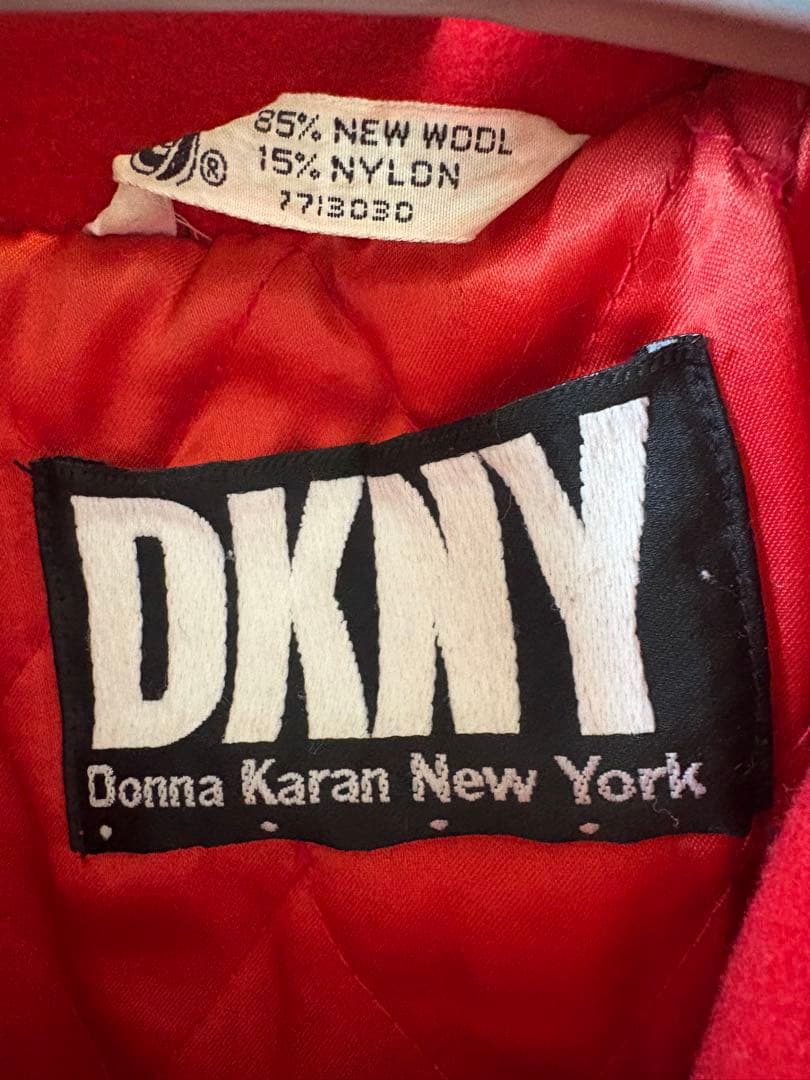 ®
85% NEW WOOL
15% NYLON
7713030
DKNY
Donna Karan New York